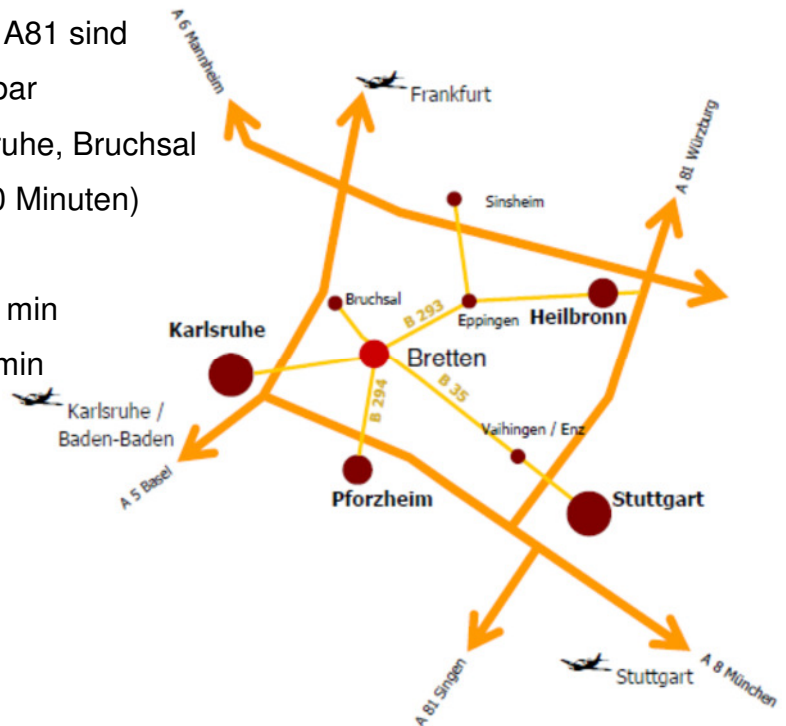 A81 sind
bar
ruhe, Bruchsal
0 Minuten)
min
min
A 6 Mannheim
Frankfurt
A 81 Würzburg
Sinsheim
Bruchsal
B 293
Eppingen
Heilbronn
Karlsruhe
Bretten
Karlsruhe /
Baden-Baden
B 294
B 35
Vaihingen / Enz
A 5 Basel
Pforzheim
Stuttgart
A 81 Singen
Stuttgart
A 8 München